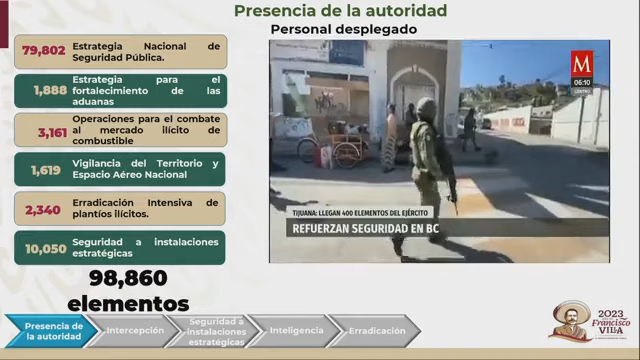 Presencia de la autoridad
Personal desplegado
79,802 Estrategia Nacional de
Seguridad Pública.
1,888 Estrategia para el
fortalecimiento de las
aduanas
3,161 Operaciones para el combate
al mercado ilícito de
combustible
1,619 Vigilancia del Territorio y
Espacio Aéreo Nacional
2,340 Erradicación Intensiva de
plantíos ilícitos.
10,050 Seguridad a instalaciones
estratégicas
98,860
elementos
M
06:10
TIJUANA: LLEGAN 400 ELEMENTOS DEL EJÉRCITO
REFUERZAN SEGURIDAD EN BC
Presencia de
la autoridad
Intercepción
Seguridad a
instalaciones
estratégicas
Inteligencia
Erradicación
2023
Francisco
VILLA